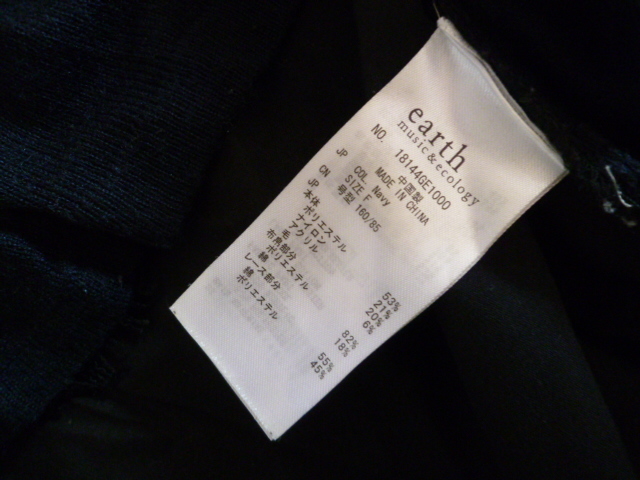 earth
music&ecology
NO. 18144GE1000
中国製
MADE IN CHINA
JP COL Navy
CN SIZE F
JP 号型 160/85
本体
ポリエステル 53%
ナイロン 21%
アクリル 20%
毛 6%
布帛部分
ポリエステル 82%
綿 18%
レース部分
綿 55%
ポリエステル 45%